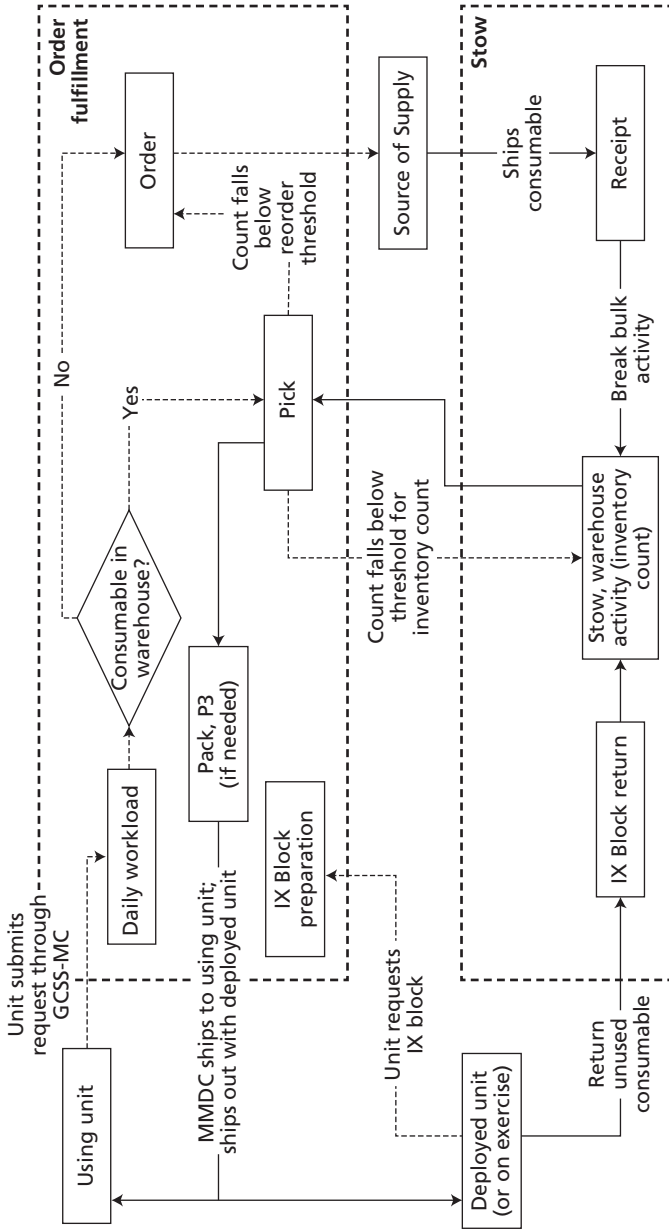 Unit submits
request through
GCSS-MC
Using unit
Daily workload
Consumable in
warehouse?
No
Yes
Order
fulfillment
Order
Count falls
below
reorder
threshold
Pick
Pack, P3
(if needed)
MMDC ships to using unit;
ships out with deployed unit
IX Block
preparation
Unit requests
IX block
Count falls below
threshold for
inventory count
Source of Supply
Ships
consumable
Deployed unit
(or on exercise)
Return
unused
consumable
IX Block return
Stow, warehouse
activity (inventory
count)
Break bulk
activity
Receipt
Stow